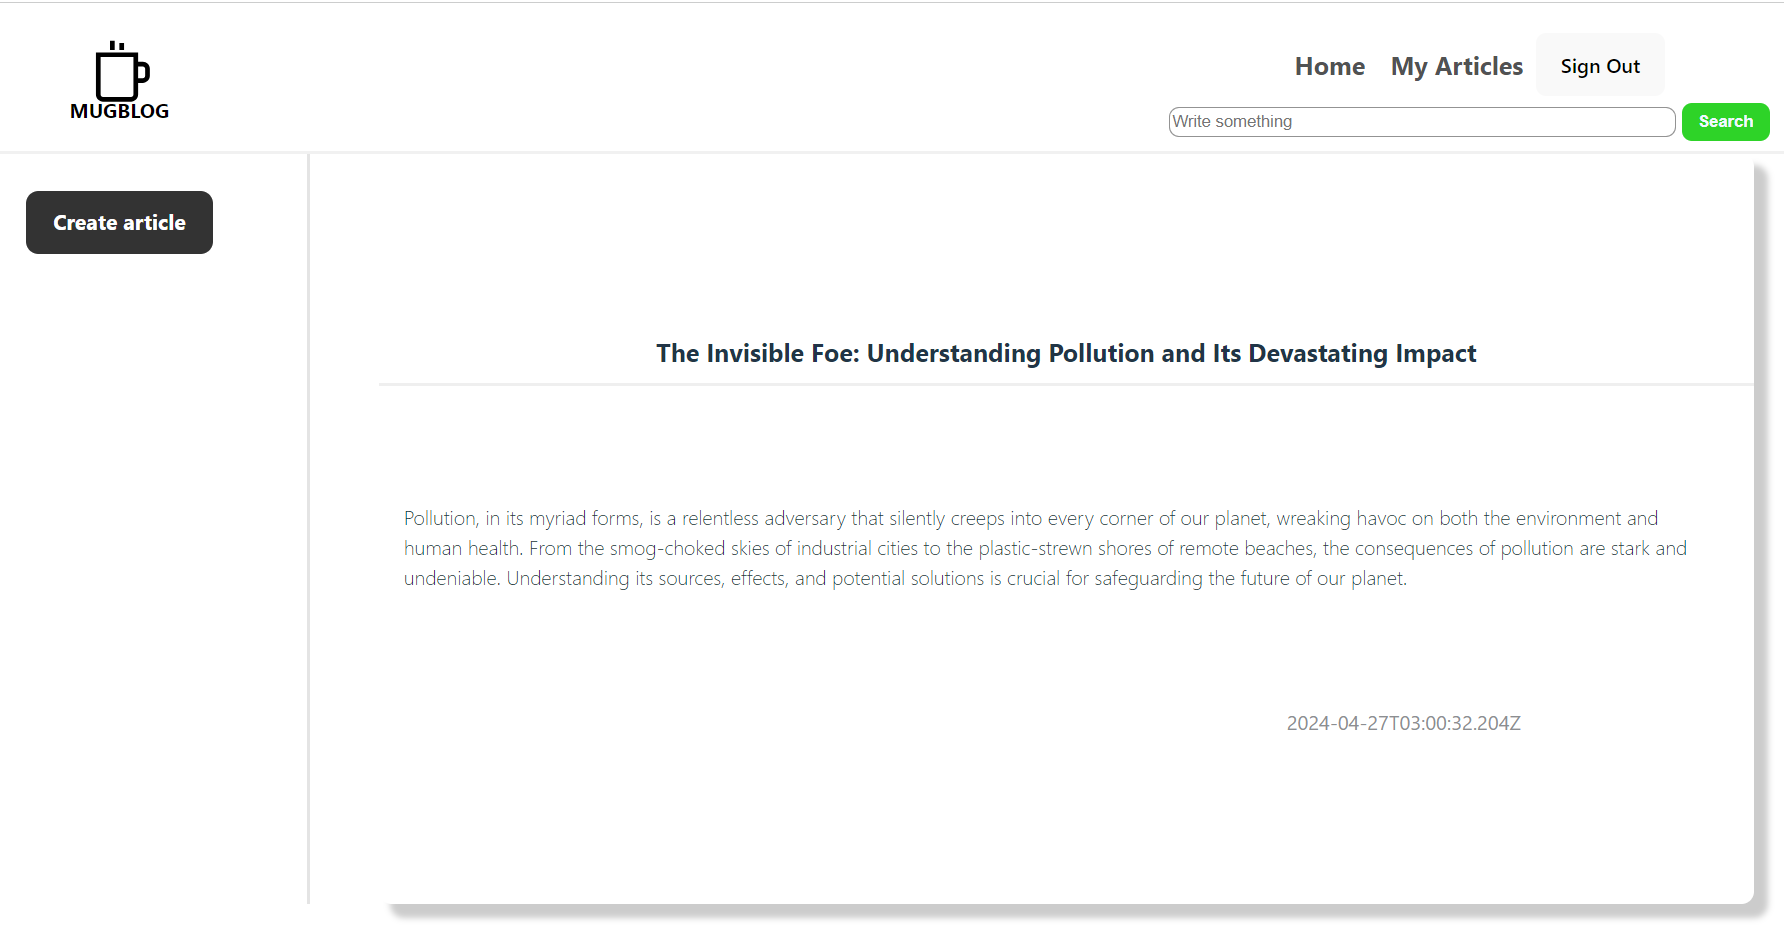 MUGBLOG
Home My Articles Sign Out
Write something Search
Create article
The Invisible Foe: Understanding Pollution and Its Devastating Impact
Pollution, in its myriad forms, is a relentless adversary that silently creeps into every corner of our planet, wreaking havoc on both the environment and
human health. From the smog-choked skies of industrial cities to the plastic-strewn shores of remote beaches, the consequences of pollution are stark and
undeniable. Understanding its sources, effects, and potential solutions is crucial for safeguarding the future of our planet.
2024-04-27T03:00:32.204Z